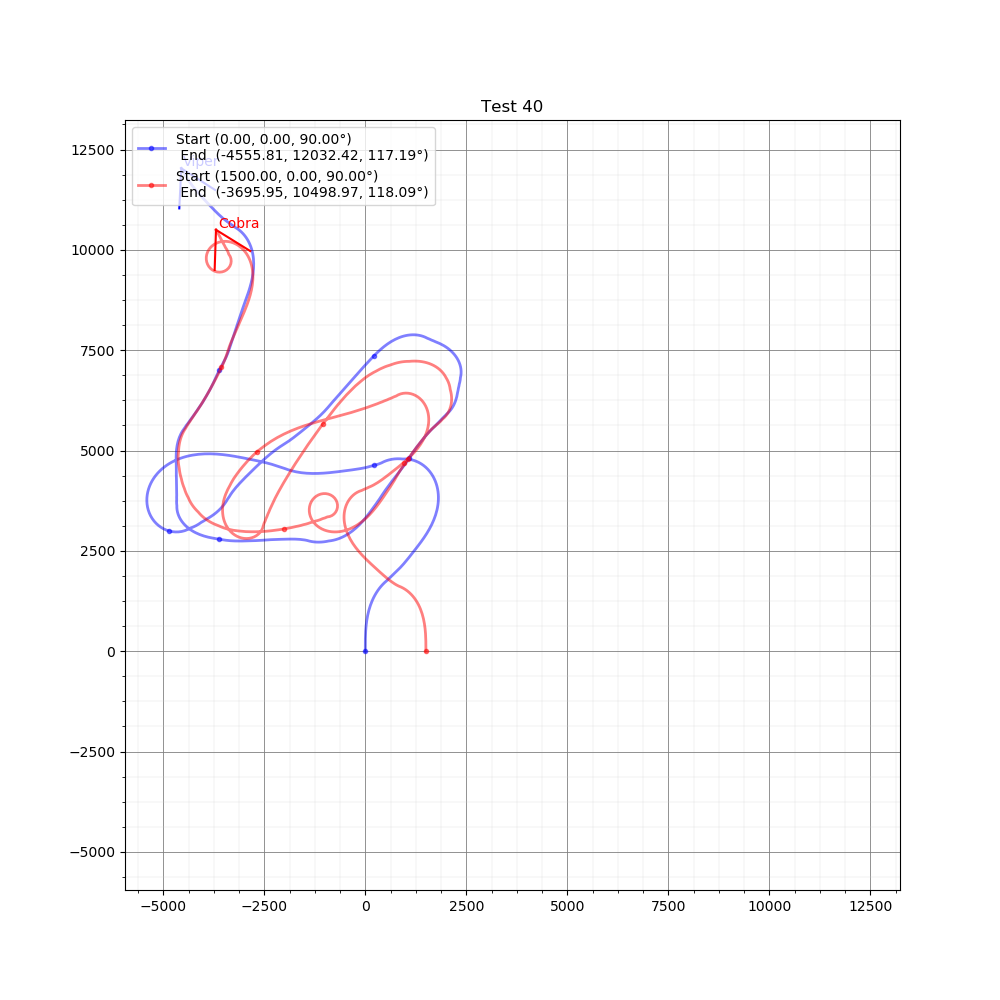 Test 40
Start (0.00, 0.00, 90.00°)
End (-4555.81, 12032.42, 117.19°)
Start (1500.00, 0.00, 90.00°)
End (-3695.95, 10498.97, 118.09°)
Viper
Cobra
12500
10000
7500
5000
2500
0
−2500
−5000
−5000
−2500
0
2500
5000
7500
10000
12500